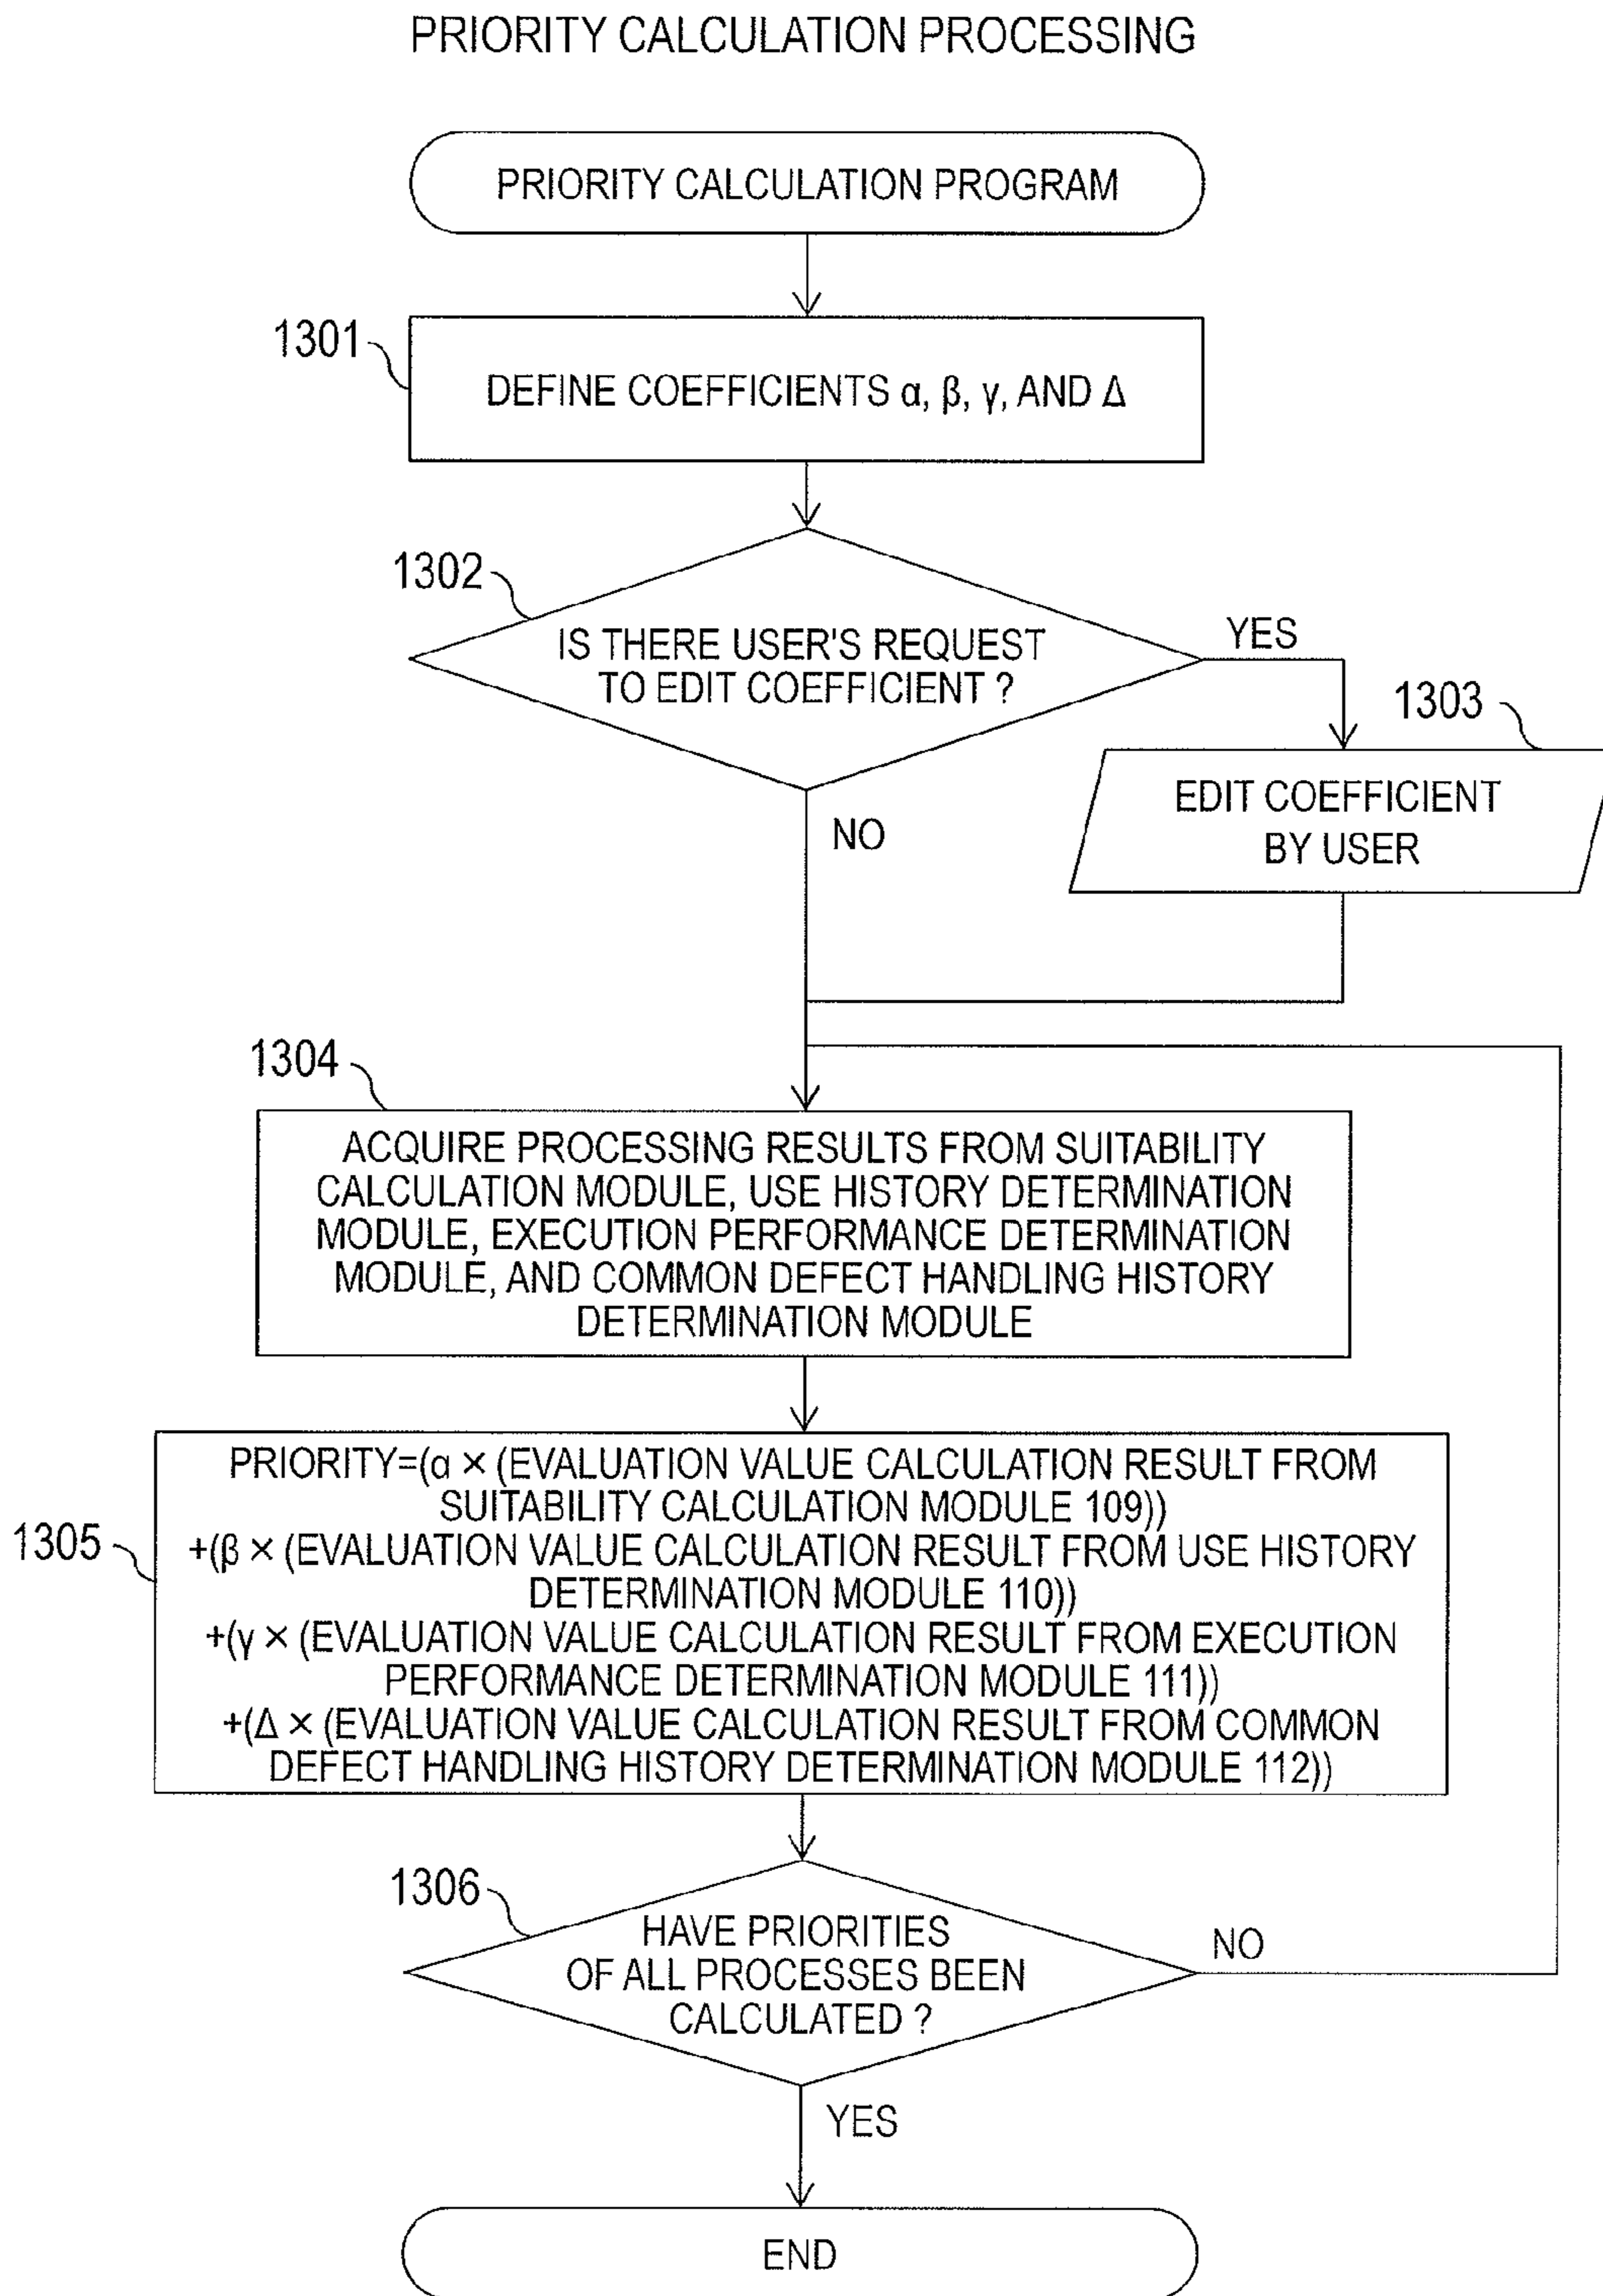 PRIORITY CALCULATION PROCESSING
PRIORITY CALCULATION PROGRAM
1301
DEFINE COEFFICIENTS α, β, γ, AND Δ
1302
IS THERE USER'S REQUEST
TO EDIT COEFFICIENT ?
YES
1303
EDIT COEFFICIENT
BY USER
NO
1304
ACQUIRE PROCESSING RESULTS FROM SUITABILITY
CALCULATION MODULE, USE HISTORY DETERMINATION
MODULE, EXECUTION PERFORMANCE DETERMINATION
MODULE, AND COMMON DEFECT HANDLING HISTORY
DETERMINATION MODULE
1305
PRIORITY=(α × (EVALUATION VALUE CALCULATION RESULT FROM
SUITABILITY CALCULATION MODULE 109))
+(β × (EVALUATION VALUE CALCULATION RESULT FROM USE HISTORY
DETERMINATION MODULE 110))
+(γ × (EVALUATION VALUE CALCULATION RESULT FROM EXECUTION
PERFORMANCE DETERMINATION MODULE 111))
+(Δ × (EVALUATION VALUE CALCULATION RESULT FROM COMMON
DEFECT HANDLING HISTORY DETERMINATION MODULE 112))
1306
HAVE PRIORITIES
OF ALL PROCESSES BEEN
CALCULATED ?
NO
YES
END